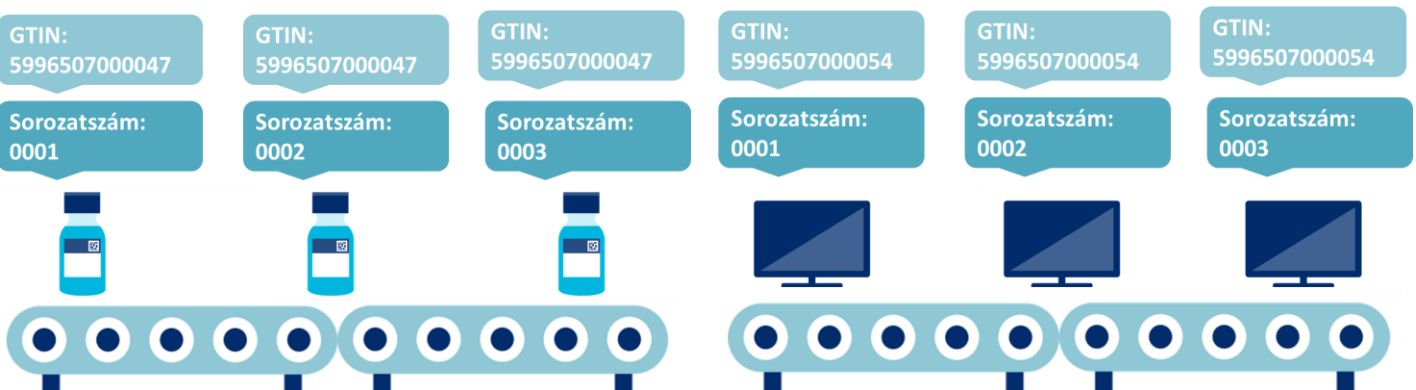 GTIN:
5996507000047
GTIN:
5996507000047
GTIN:
5996507000047
GTIN:
5996507000054
GTIN:
5996507000054
GTIN:
5996507000054
Sorozatszám:
0001
Sorozatszám:
0002
Sorozatszám:
0003
Sorozatszám:
0001
Sorozatszám:
0002
Sorozatszám:
0003